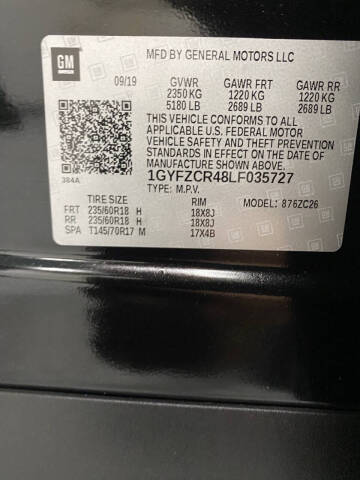 GM
MFD BY GENERAL MOTORS LLC
09/19 GVWR GAWR FRT GAWR RR
2350 KG 1220 KG 1220 KG
5180 LB 2689 LB 2689 LB
THIS VEHICLE CONFORMS TO ALL
APPLICABLE U.S. FEDERAL MOTOR
VEHICLE SAFETY AND THEFT PREVENTION
STANDARDS IN EFFECT ON THE DATE OF
MANUFACTURE SHOWN ABOVE.
384A
1GYFZCR48LF035727
TYPE: M.P.V.
TIRE SIZE RIM MODEL: 876ZC26
FRT 235/60R18 H 18X8J
RR 235/60R18 H 18X8J
SPA T145/70R17 M 17X4B